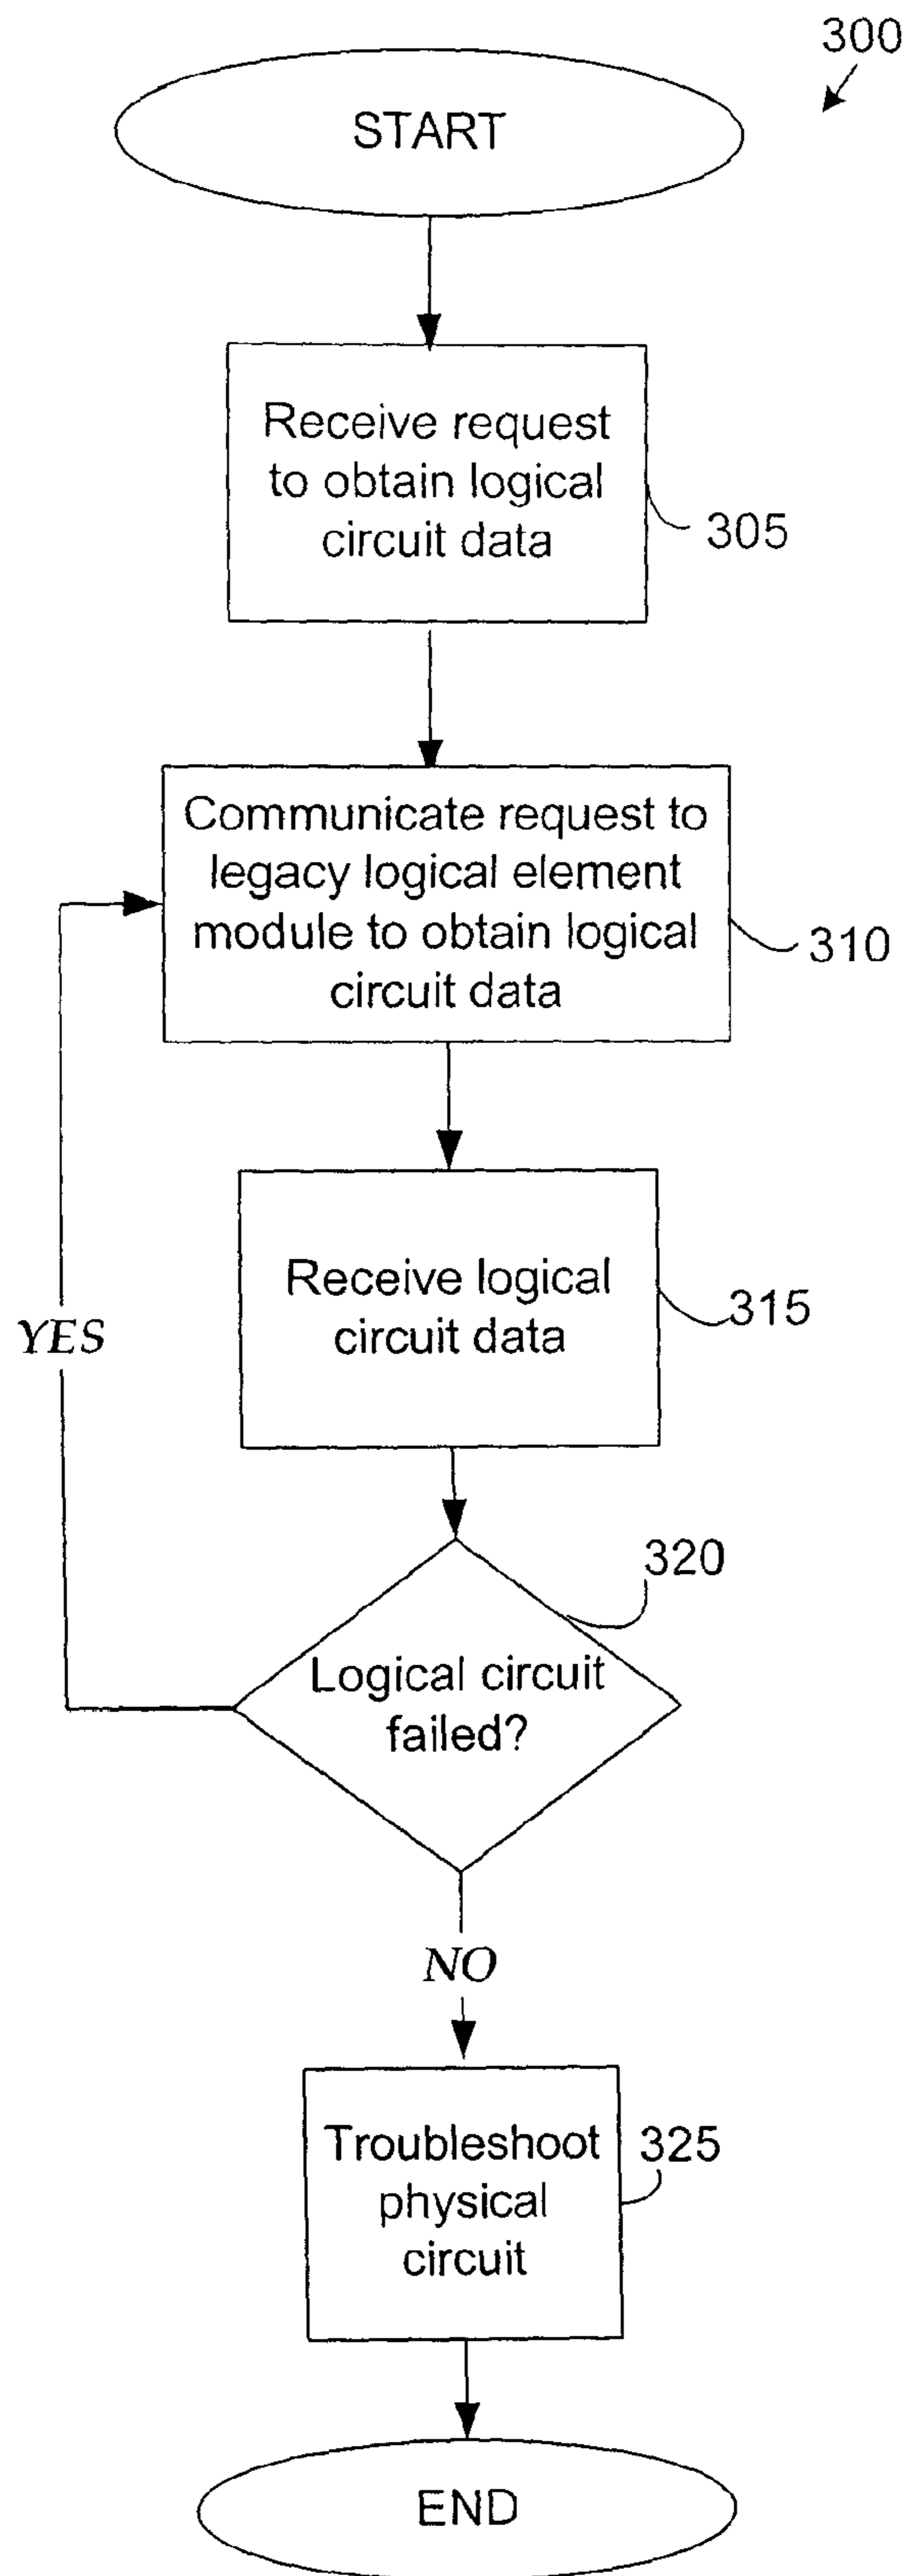 300
START
Receive request
to obtain logical
circuit data
305
Communicate request to
legacy logical element
module to obtain logical
circuit data
310
Receive logical
circuit data
315
YES
320
Logical circuit
failed?
NO
Troubleshoot
physical
circuit
325
END